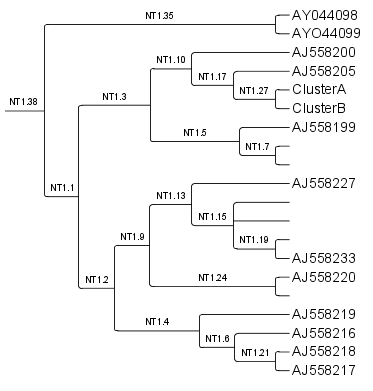 NT1.35
AY044098
AYO44099
NT1.10
AJ558200
AJ558205
NT1.17
NT1.27
ClusterA
NT1.38
NT1.3
ClusterB
AJ558199
NT1.5
NT1.7
AJ558227
NT1.1
NT1.13
NT1.15
NT1.9
NT1.19
AJ558233
NT1.2
NT1.24
AJ558220
AJ558219
NT1.4
AJ558216
NT1.6
NT1.21
AJ558218
AJ558217